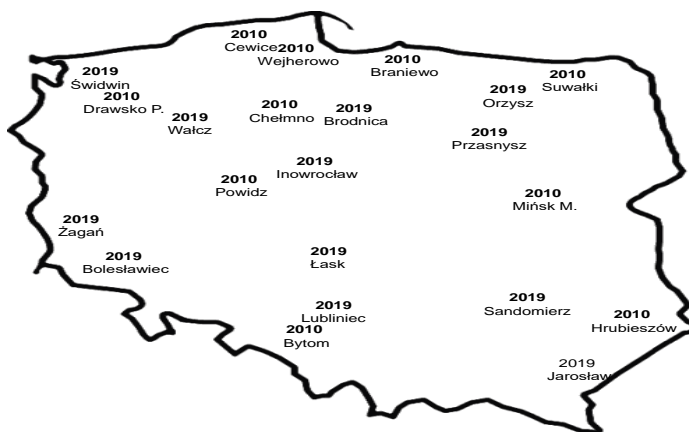 2010
Cewice
2010
Wejherowo
2010
Braniewo
2019
Świdwin
2010
Suwałki
2010
Drawsko P.
2019
Orzysz
2019
Wałcz
2010
Chełmno
2019
Brodnica
2019
Przasnysz
2019
Inowrocław
2010
Powidz
2010
Mińsk M.
2019
Żagań
2019
Bolesławiec
2019
Łask
2019
Sandomierz
2019
Lubliniec
2010
Hrubieszów
2010
Bytom
2019
Jarosław